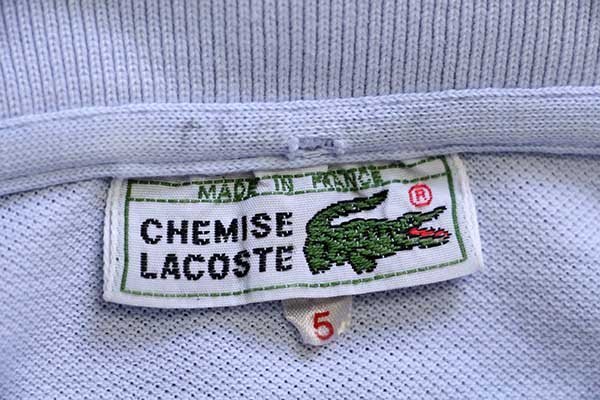 MADE IN FRANCE
®
CHEMISE
LACOSTE
5